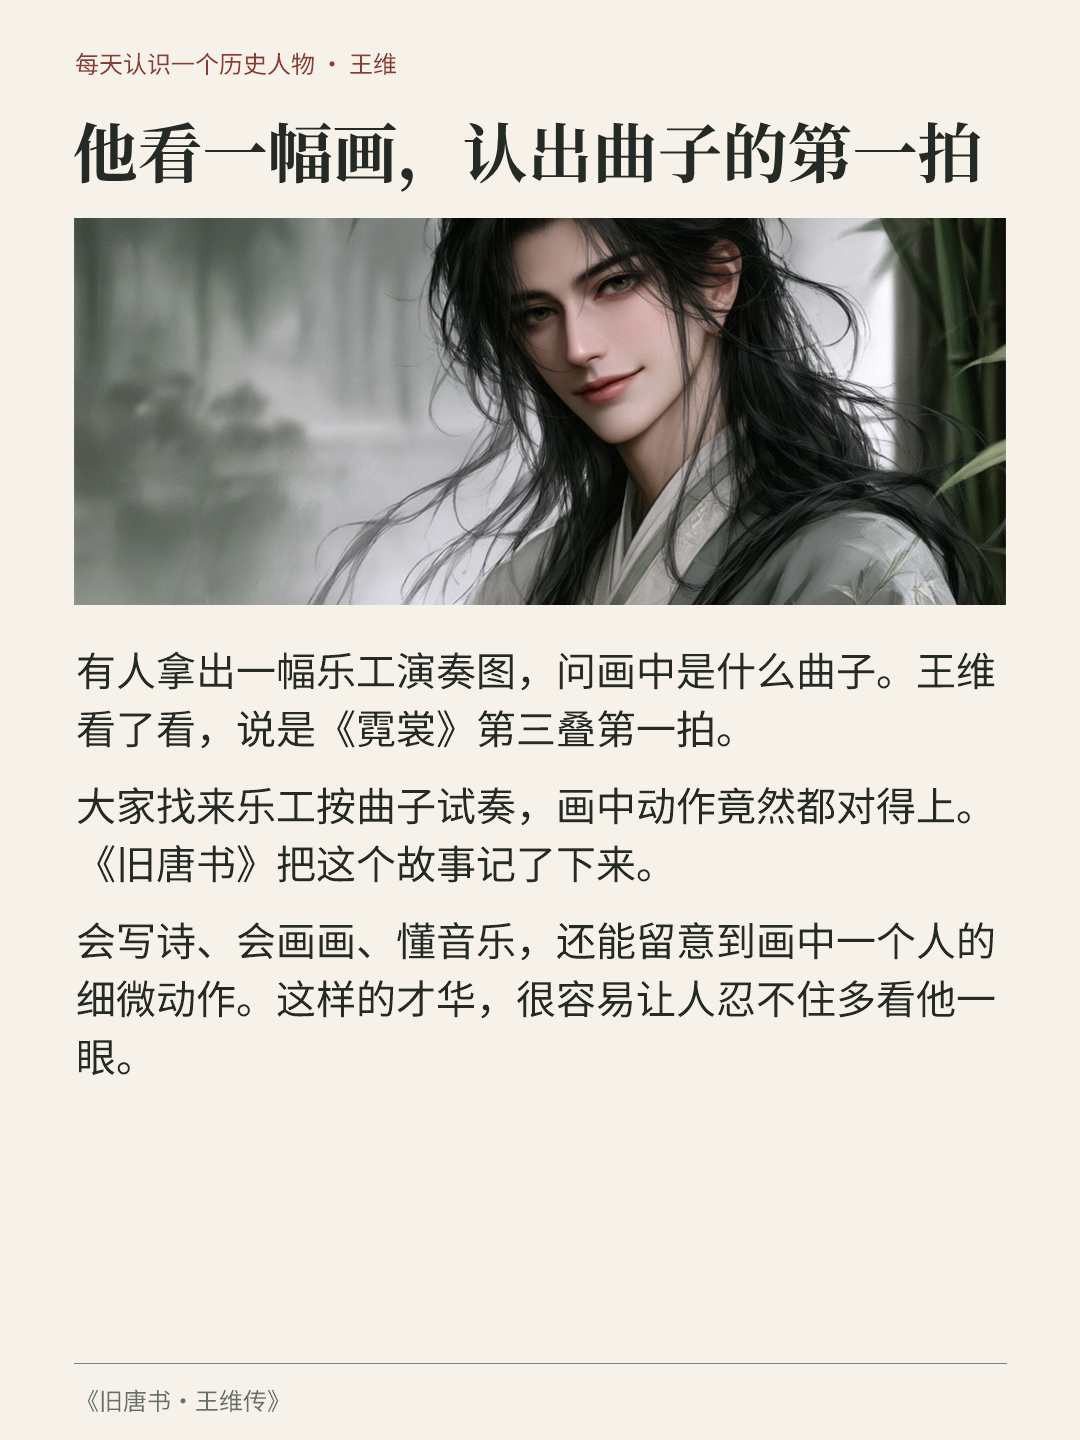 每天认识一个历史人物 · 王维
他看一幅画，认出曲子的第一拍
有人拿出一幅乐工演奏图，问画中是什么曲子。王维
看了看，说是《霓裳》第三叠第一拍。
大家找来乐工按曲子试奏，画中动作竟然都对得上。
《旧唐书》把这个故事记了下来。
会写诗、会画画、懂音乐，还能留意到画中一个人的
细微动作。这样的才华，很容易让人忍不住多看他一
眼。
《旧唐书·王维传》